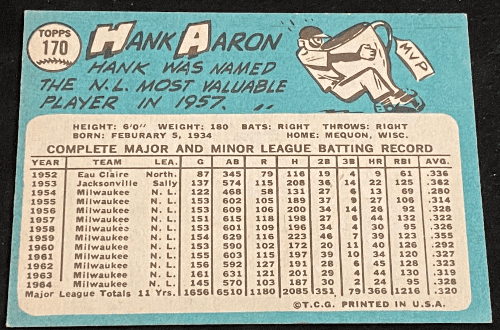 TOPPS
170
HANK AARON
HANK WAS NAMED
THE N.L. MOST VALUABLE
PLAYER IN 1957.
MVP
HEIGHT: 6'0" WEIGHT: 180 BATS: RIGHT THROWS: RIGHT
BORN: FEBURARY 5, 1934 HOME: MEQUON, WISC.
COMPLETE MAJOR AND MINOR LEAGUE BATTING RECORD
YEAR TEAM LEA. G AB R H 2B 3B HR RBI AVG.
1952 Eau Claire North. 87 345 79 116 19 4 9 61 .336
1953 Jacksonville Sally 137 574 115 208 36 14 22 125 .362
1954 Milwaukee N. L. 122 468 58 131 27 6 13 69 .280
1955 Milwaukee N. L. 153 602 105 189 37 9 27 106 .314
1956 Milwaukee N. L. 153 609 106 200 34 14 26 92 .328
1957 Milwaukee N. L. 151 615 118 198 27 6 44 132 .322
1958 Milwaukee N. L. 153 601 109 196 34 4 30 95 .326
1959 Milwaukee N. L. 154 629 116 223 46 7 39 123 .355
1960 Milwaukee N. L. 153 590 102 172 20 11 40 126 .292
1961 Milwaukee N. L. 155 603 115 197 39 10 34 120 .327
1962 Milwaukee N. L. 156 592 127 191 28 6 45 128 .323
1963 Milwaukee N. L. 161 631 121 201 29 4 44 130 .319
1964 Milwaukee N. L. 145 570 103 187 30 2 24 95 .328
Major League Totals 11 Yrs. 1656 6510 1180 2085 351 79 366 1216 .320
©T.C.G. PRINTED IN U.S.A.